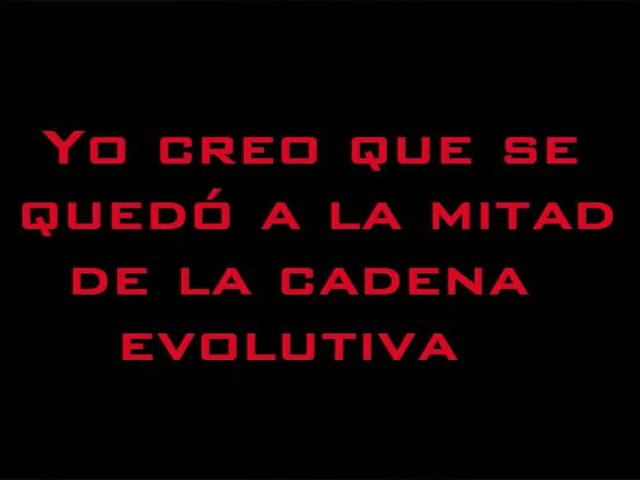 Yo creo que se
quedó a la mitad
de la cadena
evolutiva